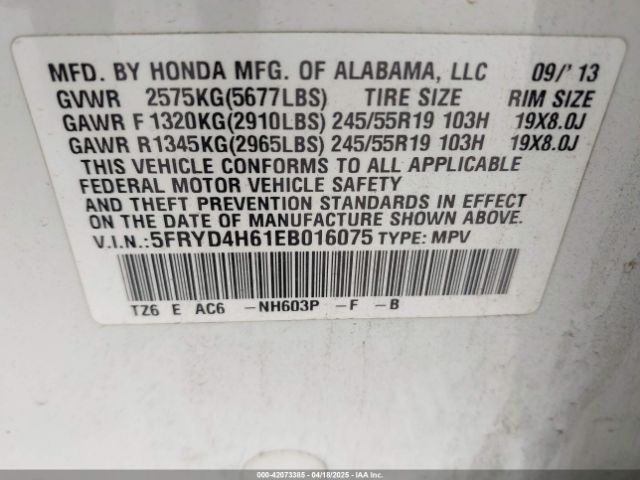 MFD. BY HONDA MFG. OF ALABAMA, LLC 09/' 13
GVWR 2575KG(5677LBS) TIRE SIZE RIM SIZE
GAWR F 1320KG(2910LBS) 245/55R19 103H 19X8.0J
GAWR R1345KG(2965LBS) 245/55R19 103H 19X8.0J
THIS VEHICLE CONFORMS TO ALL APPLICABLE
FEDERAL MOTOR VEHICLE SAFETY
AND THEFT PREVENTION STANDARDS IN EFFECT
ON THE DATE OF MANUFACTURE SHOWN ABOVE.
V.I.N.:5FRYD4H61EB016075 TYPE: MPV
TZ6 E AC6 -NH603P -F -B
000-42073385 - 04/18/2025 - IAAI.COM